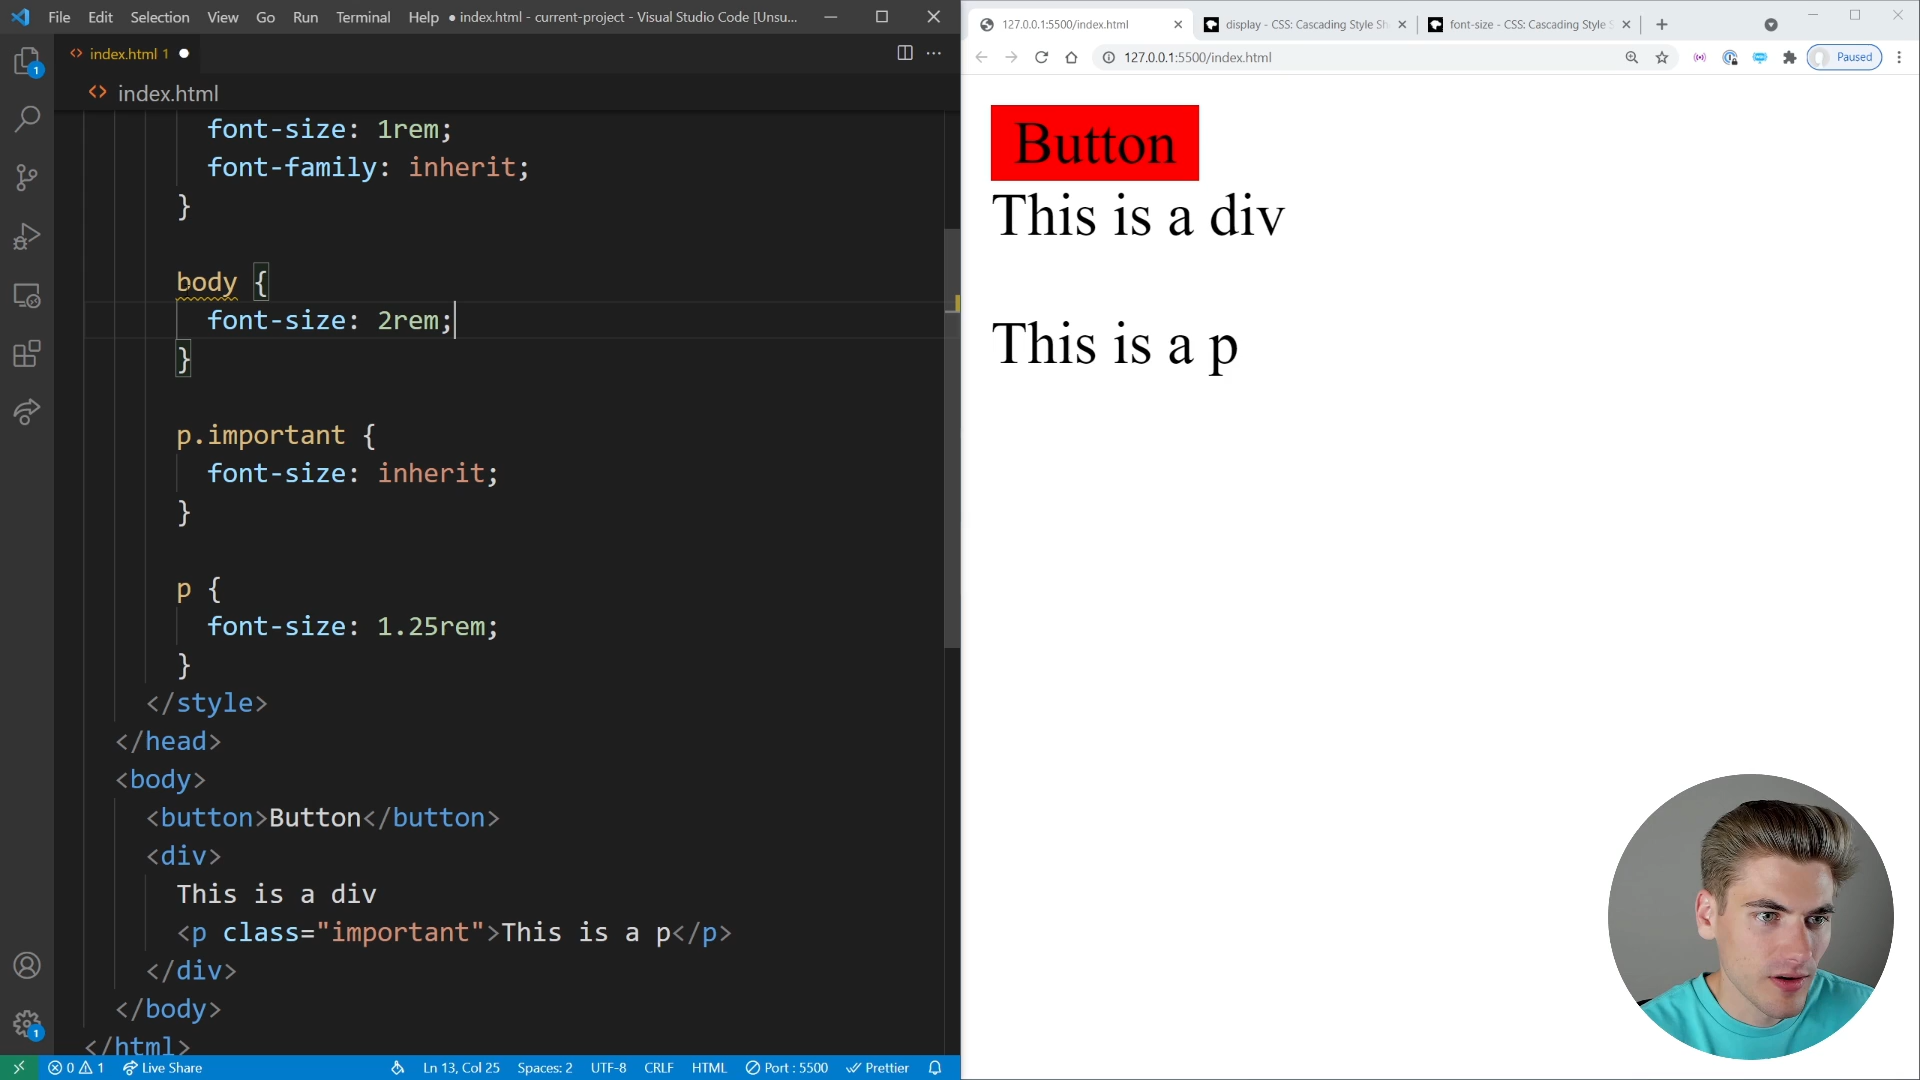 File Edit Selection View Go Run Terminal Help ● index.html - current-project - Visual Studio Code [Unsu...
index.html 1
index.html
font-size: 1rem;
font-family: inherit;
}
body {
font-size: 2rem;
}
p.important {
font-size: inherit;
}
p {
font-size: 1.25rem;
}
</style>
</head>
<body>
<button>Button</button>
<div>
This is a div
<p class="important">This is a p</p>
</div>
</body>
</html>
1
1
0 1 Live Share Ln 13, Col 25 Spaces: 2 UTF-8 CRLF HTML Port : 5500 Prettier
127.0.0.1:5500/index.html
display - CSS: Cascading Style Sh
font-size - CSS: Cascading Style S
127.0.0.1:5500/index.html
Paused
Button
This is a div
This is a p